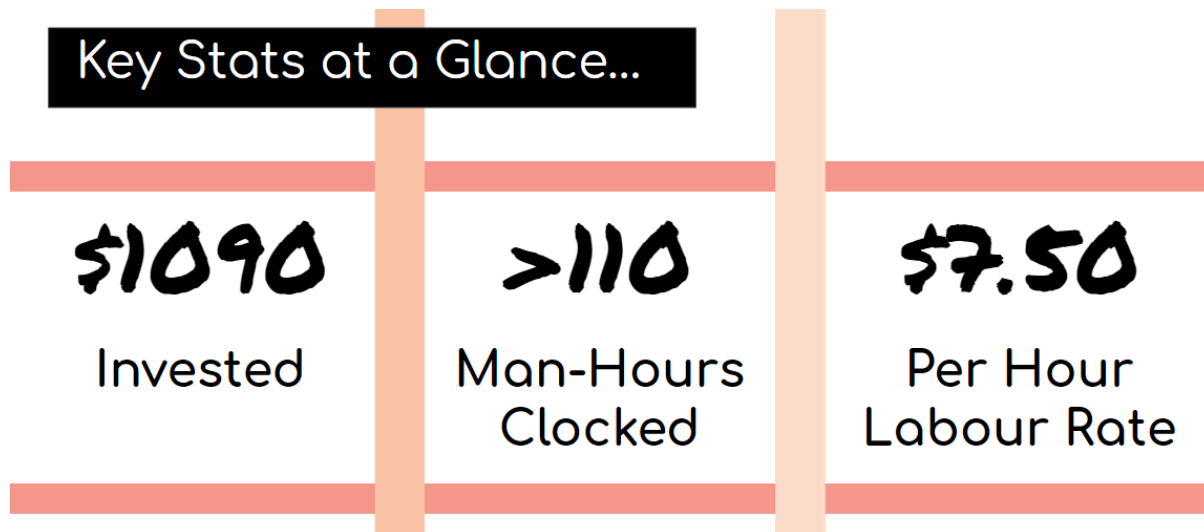 Key Stats at a Glance...
$1090
Invested
>110
Man-Hours
Clocked
$7.50
Per Hour
Labour Rate